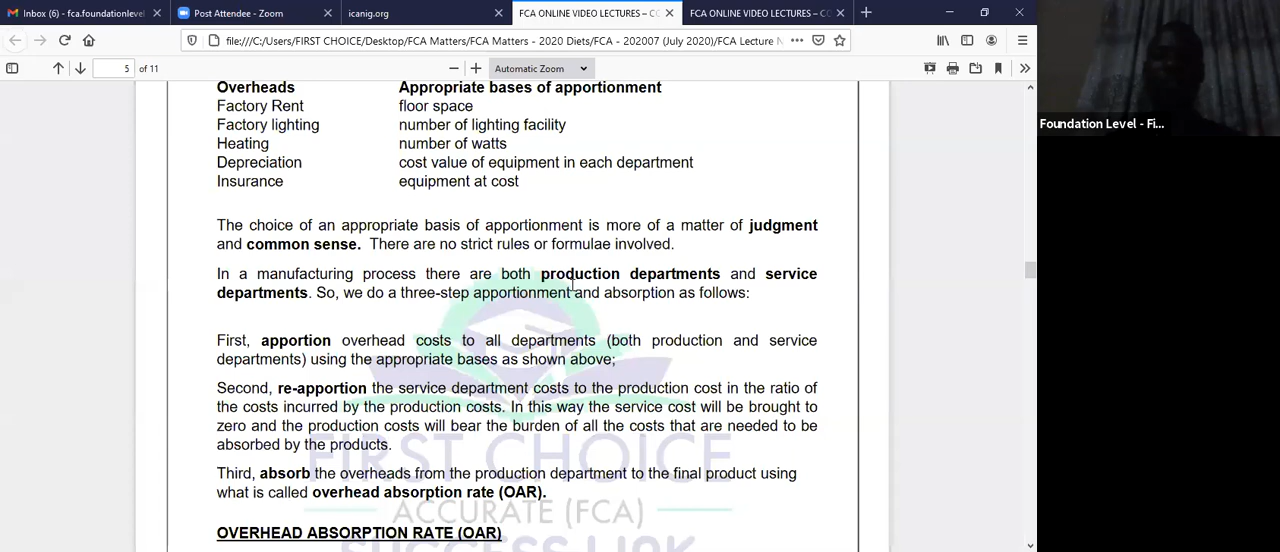 Inbox (6) - fca.foundationlevel
Post Attendee - Zoom
icanig.org
FCA ONLINE VIDEO LECTURES – CC
FCA ONLINE VIDEO LECTURES – CC
file:///C:/Users/FIRST CHOICE/Desktop/FCA Matters/FCA Matters - 2020 Diets/FCA - 202007 (July 2020)/FCA Lecture N
5 of 11
Automatic Zoom
Foundation Level - Fi...
Overheads Appropriate bases of apportionment
Factory Rent floor space
Factory lighting number of lighting facility
Heating number of watts
Depreciation cost value of equipment in each department
Insurance equipment at cost
The choice of an appropriate basis of apportionment is more of a matter of judgment
and common sense. There are no strict rules or formulae involved.
In a manufacturing process there are both production departments and service
departments. So, we do a three-step apportionment and absorption as follows:
First, apportion overhead costs to all departments (both production and service
departments) using the appropriate bases as shown above;
Second, re-apportion the service department costs to the production cost in the ratio of
the costs incurred by the production costs. In this way the service cost will be brought to
zero and the production costs will bear the burden of all the costs that are needed to be
absorbed by the products.
Third, absorb the overheads from the production department to the final product using
what is called overhead absorption rate (OAR).
FIRST CHOICE
ACCURATE (FCA)
OVERHEAD ABSORPTION RATE (OAR)
SUCCESS LINK